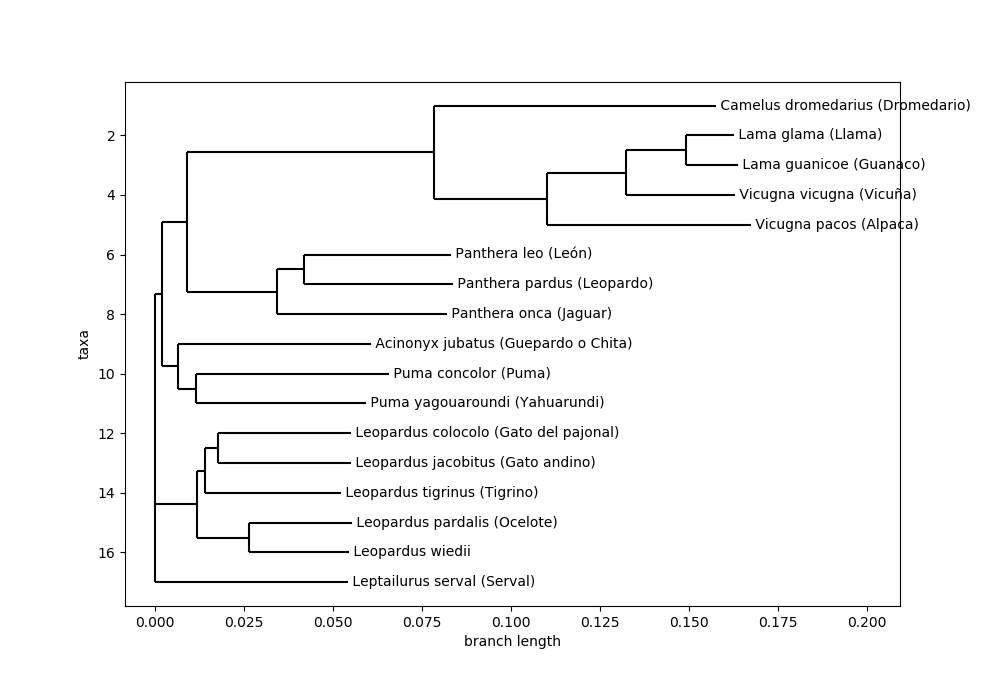 Camelus dromedarius (Dromedario)
2
Lama glama (Llama)
Lama guanicoe (Guanaco)
4
Vicugna vicugna (Vicuña)
Vicugna pacos (Alpaca)
6
Panthera leo (León)
Panthera pardus (Leopardo)
8
Panthera onca (Jaguar)
taxa
Acinonyx jubatus (Guepardo o Chita)
10
Puma concolor (Puma)
Puma yagouaroundi (Yahuarundi)
12
Leopardus colocolo (Gato del pajonal)
Leopardus jacobitus (Gato andino)
14
Leopardus tigrinus (Tigrino)
Leopardus pardalis (Ocelote)
16
Leopardus wiedii
Leptailurus serval (Serval)
0.000 0.025 0.050 0.075 0.100 0.125 0.150 0.175 0.200
branch length